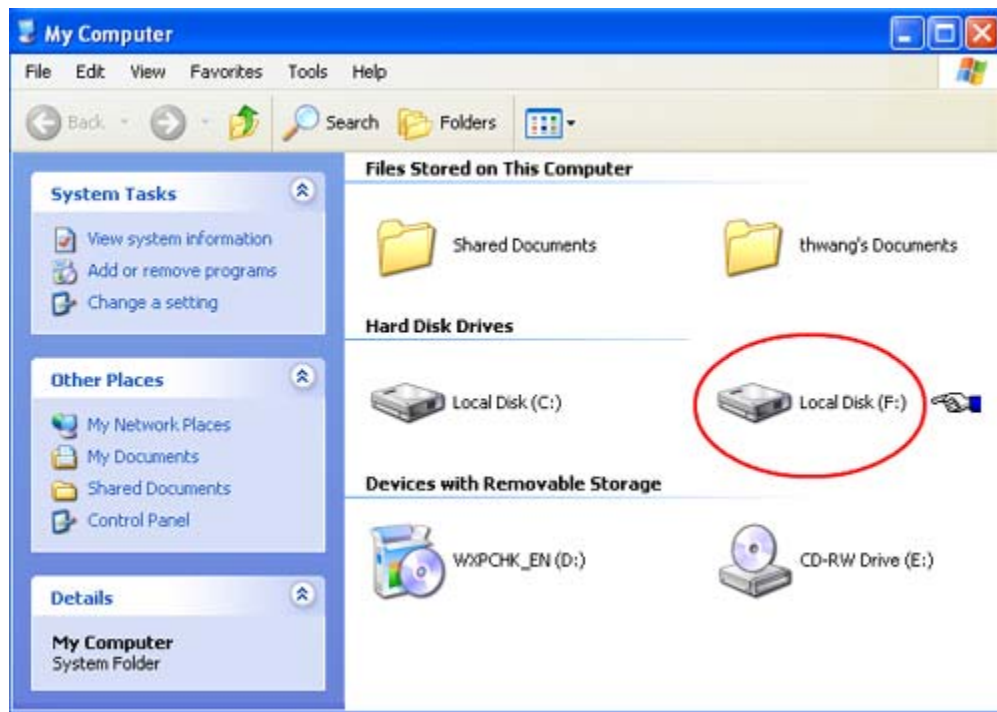 My Computer
File Edit View Favorites Tools Help
Back Search Folders
System Tasks
View system information
Add or remove programs
Change a setting
Other Places
My Network Places
My Documents
Shared Documents
Control Panel
Details
My Computer
System Folder
Files Stored on This Computer
Shared Documents thwang's Documents
Hard Disk Drives
Local Disk (C:) Local Disk (F:)
Devices with Removable Storage
WXPCHK_EN (D:) CD-RW Drive (E:)